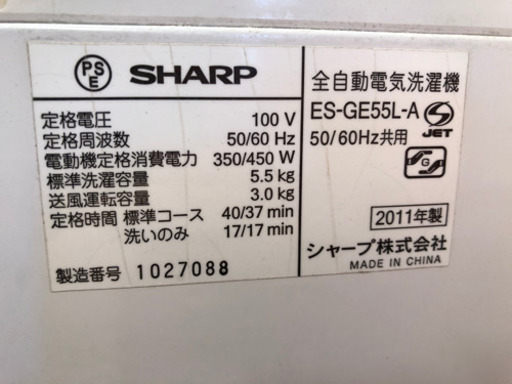 PS
E
SHARP
定格電圧 100 V
定格周波数 50/60 Hz
電動機定格消費電力 350/450 W
標準洗濯容量 5.5 kg
送風運転容量 3.0 kg
定格時間 標準コース 40/37 min
洗いのみ 17/17 min
製造番号 1027088
全自動電気洗濯機
ES-GE55L-A
S JET
50/60Hz共用
G
2011年製
シャープ株式会社
MADE IN CHINA